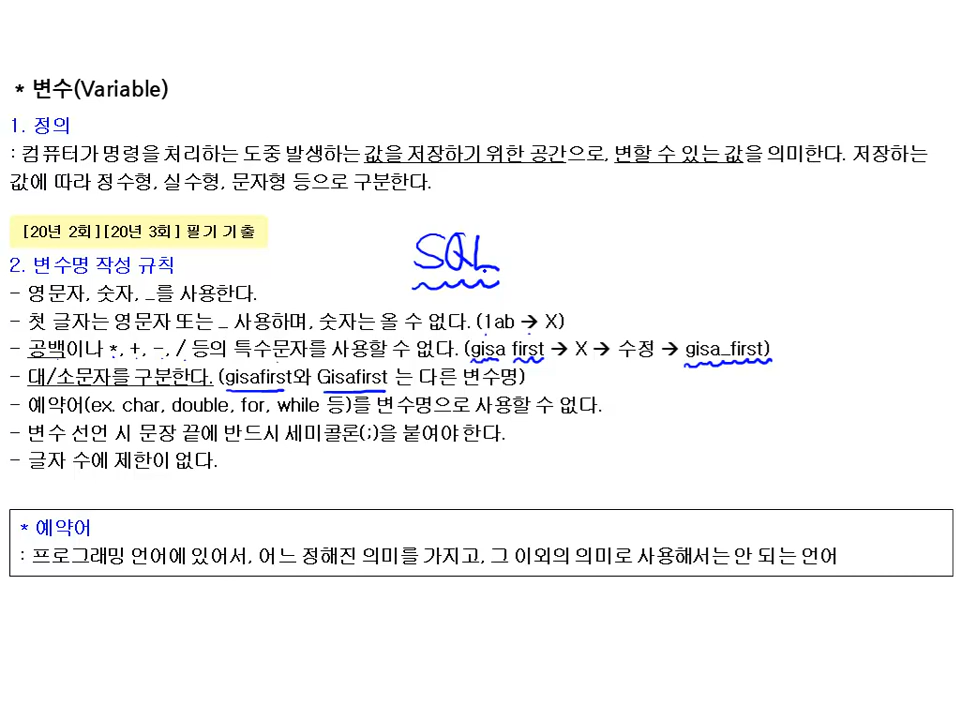 * 변수(Variable)
1. 정의
: 컴퓨터가 명령을 처리하는 도중 발생하는 값을 저장하기 위한 공간으로, 변할 수 있는 값을 의미한다. 저장하는
값에 따라 정수형, 실수형, 문자형 등으로 구분한다.
[20년 2회][20년 3회] 필기 기출
SQL
2. 변수명 작성 규칙
- 영문자, 숫자, _를 사용한다.
- 첫 글자는 영문자 또는 _ 사용하며, 숫자는 올 수 없다. (1ab → X)
- 공백이나 *, +, -, / 등의 특수문자를 사용할 수 없다. (gisa first → X → 수정 → gisa_first)
- 대/소문자를 구분한다. (gisafirst와 Gisafirst 는 다른 변수명)
- 예약어(ex. char, double, for, while 등)를 변수명으로 사용할 수 없다.
- 변수 선언 시 문장 끝에 반드시 세미콜론(;)을 붙여야 한다.
- 글자 수에 제한이 없다.
* 예약어
: 프로그래밍 언어에 있어서, 어느 정해진 의미를 가지고, 그 이외의 의미로 사용해서는 안 되는 언어